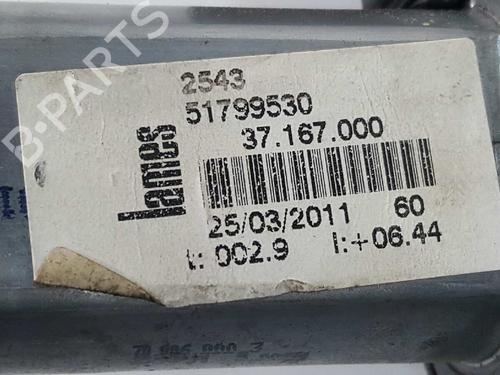 2543
51799530
37.167.000
lames
25/03/2011 60
t: 002.9 I:+06.44
B-PARTS